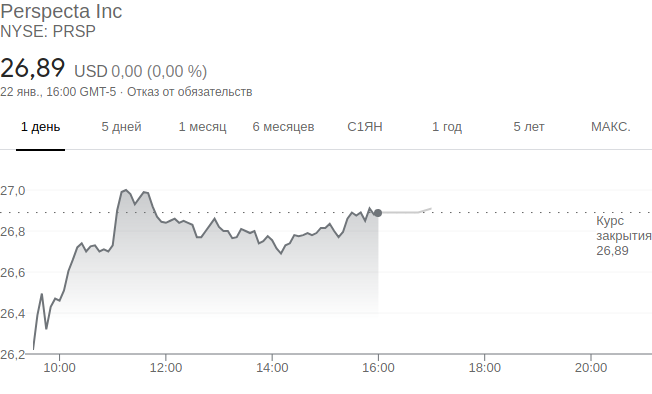 Perspecta Inc
NYSE: PRSP
26,89 USD 0,00 (0,00 %)
22 янв., 16:00 GMT-5 · Отказ от обязательств
1 день 5 дней 1 месяц 6 месяцев С1ЯН 1 год 5 лет МАКС.
27,0
26,8
26,6
26,4
26,2
Курс
закрытия
26,89
10:00 12:00 14:00 16:00 18:00 20:00